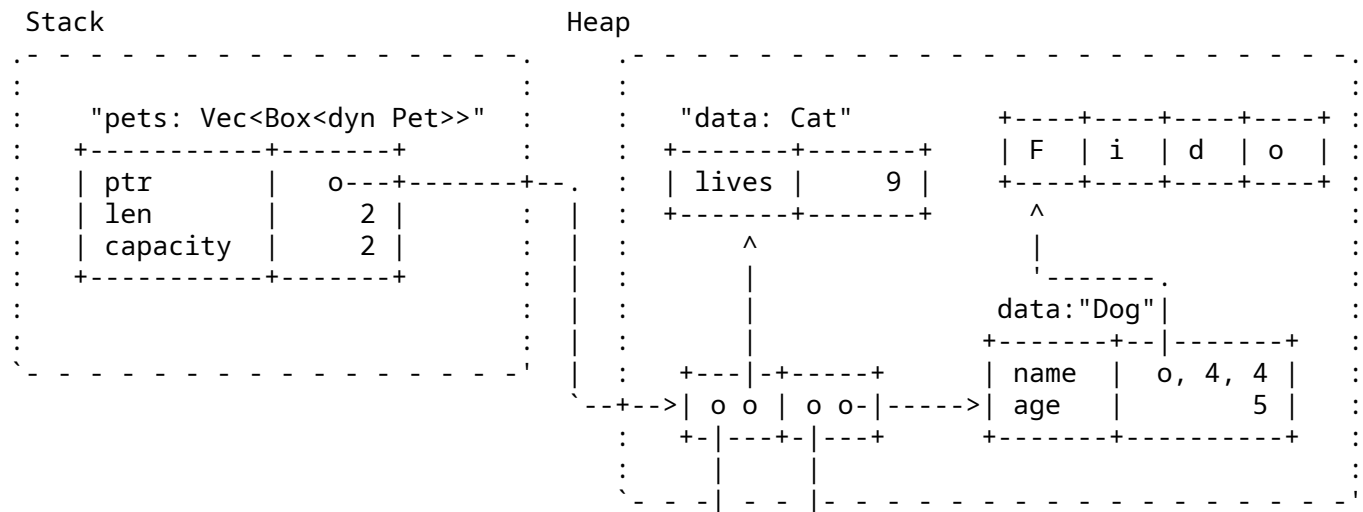 Stack
Heap
"pets: Vec<Box<dyn Pet>>"
ptr o
len 2
capacity 2
"data: Cat"
lives 9
F i d o
data:"Dog"
name o, 4, 4
age 5
o o o o